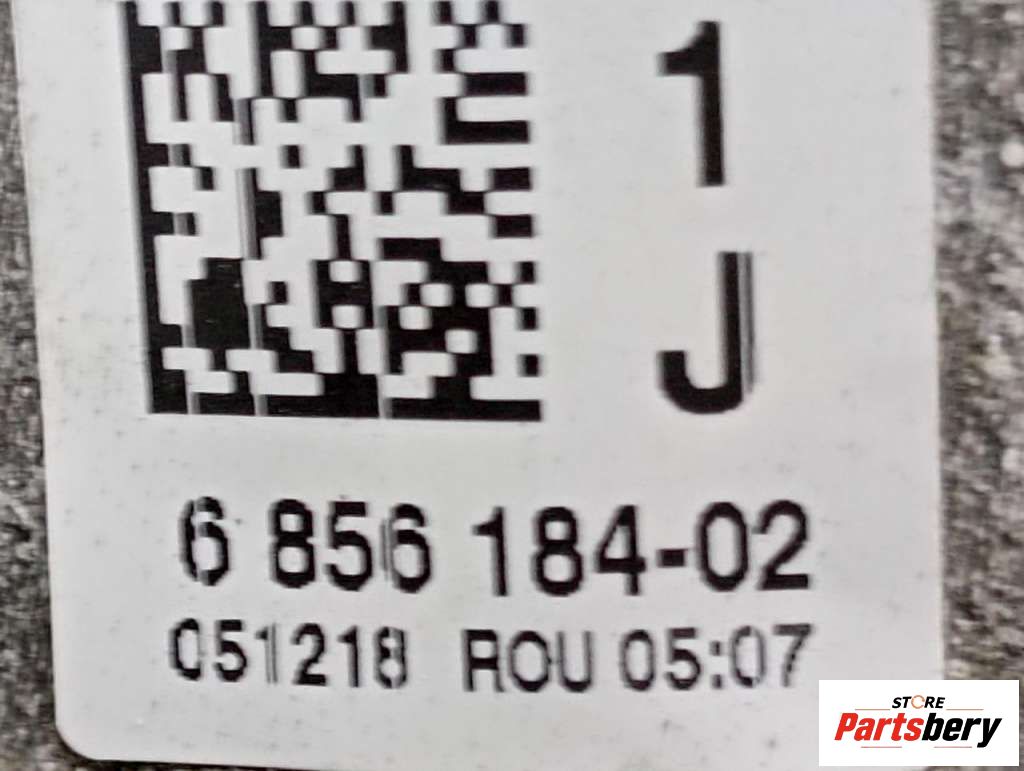 1
J
6 856 184-02
051218 ROU 05:07
STORE
Partsbery